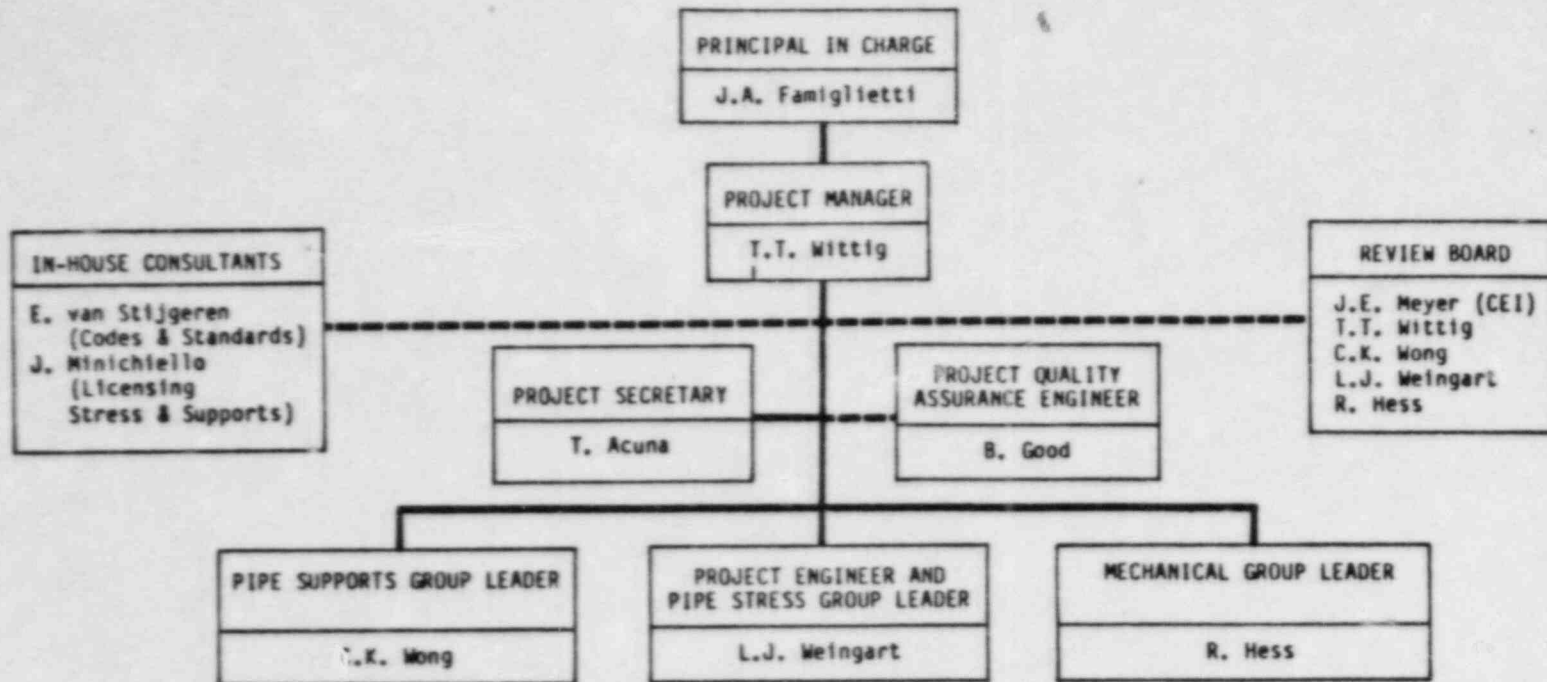 PRINCIPAL IN CHARGE
J.A. Famiglietti
PROJECT MANAGER
T.T. Wittig
IN-HOUSE CONSULTANTS
E. van Stijgeren
(Codes & Standards)
J. Minichiello
(Licensing
Stress & Supports)
REVIEW BOARD
J.E. Meyer (CEI)
T.T. Wittig
C.K. Wong
L.J. Weingart
R. Hess
PROJECT SECRETARY
T. Acuna
PROJECT QUALITY
ASSURANCE ENGINEER
B. Good
PIPE SUPPORTS GROUP LEADER
C.K. Wong
PROJECT ENGINEER AND
PIPE STRESS GROUP LEADER
L.J. Weingart
MECHANICAL GROUP LEADER
R. Hess